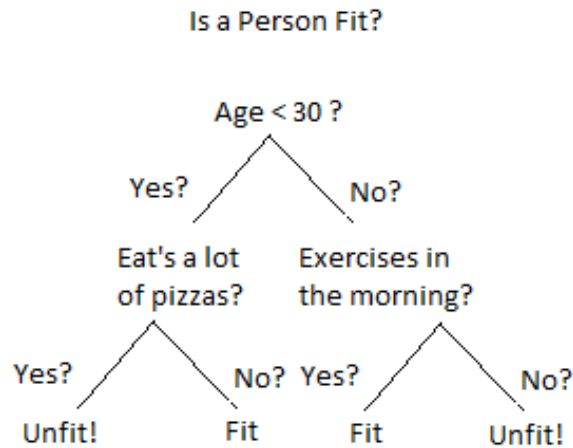 Is a Person Fit?
Age < 30 ?
Yes?
No?
Eat's a lot
of pizzas?
Exercises in
the morning?
Yes?
No?
Yes?
No?
Unfit!
Fit
Fit
Unfit!